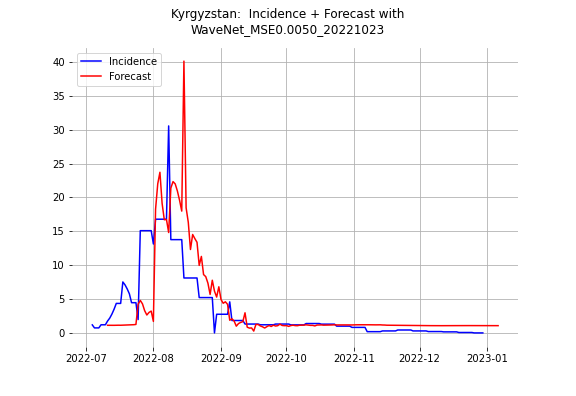 Kyrgyzstan:  Incidence + Forecast with
WaveNet_MSE0.0050_20221023
Incidence
Forecast
40
35
30
25
20
15
10
5
0
2022-07 2022-08 2022-09 2022-10 2022-11 2022-12 2023-01